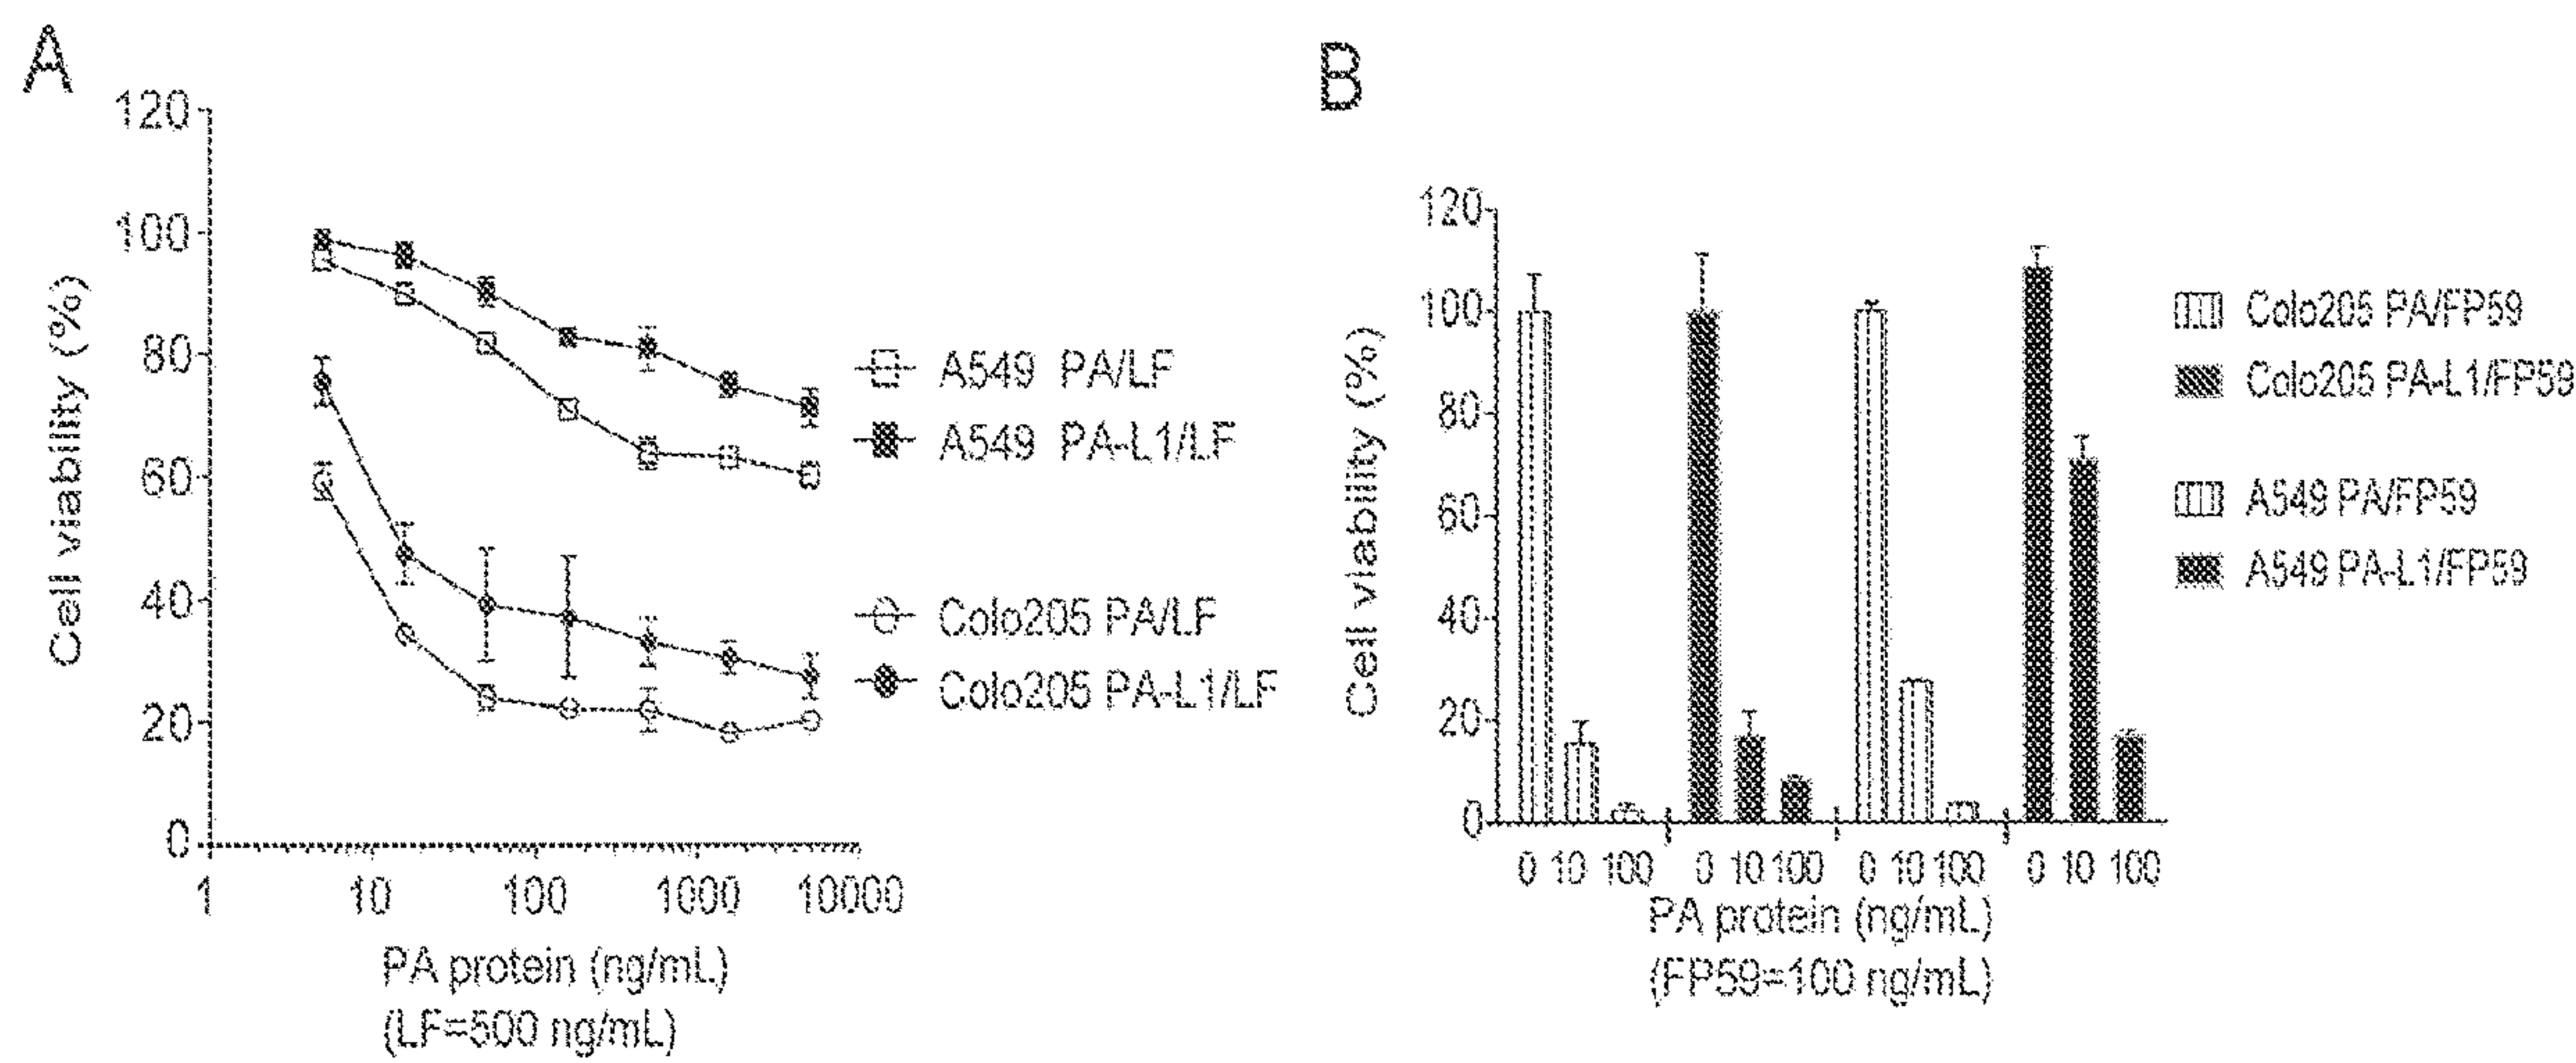 A
120
100
80
60
40
20
0
Cell viability (%)
1 10 100 1000 10000
PA protein (ng/mL)
(LF=500 ng/mL)
A549 PA/LF
A549 PA-L1/LF
Colo205 PA/LF
Colo205 PA-L1/LF
B
120
100
80
60
40
20
0
Cell viability (%)
0 10 100 0 10 100 0 10 100 0 10 100
PA protein (ng/mL)
(FP59=100 ng/mL)
Colo205 PA/FP59
Colo205 PA-L1/FP59
A549 PA/FP59
A549 PA-L1/FP59